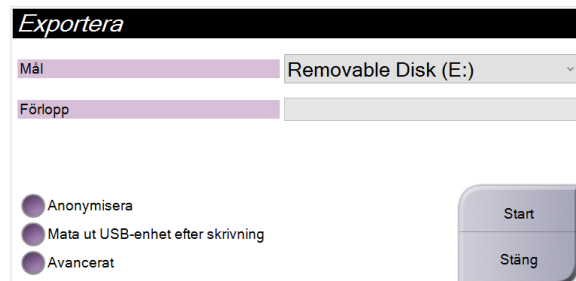 Exportera
Mål
Removable Disk (E:)
Förlopp
Anonymisera
Mata ut USB-enhet efter skrivning
Avancerat
Start
Stäng